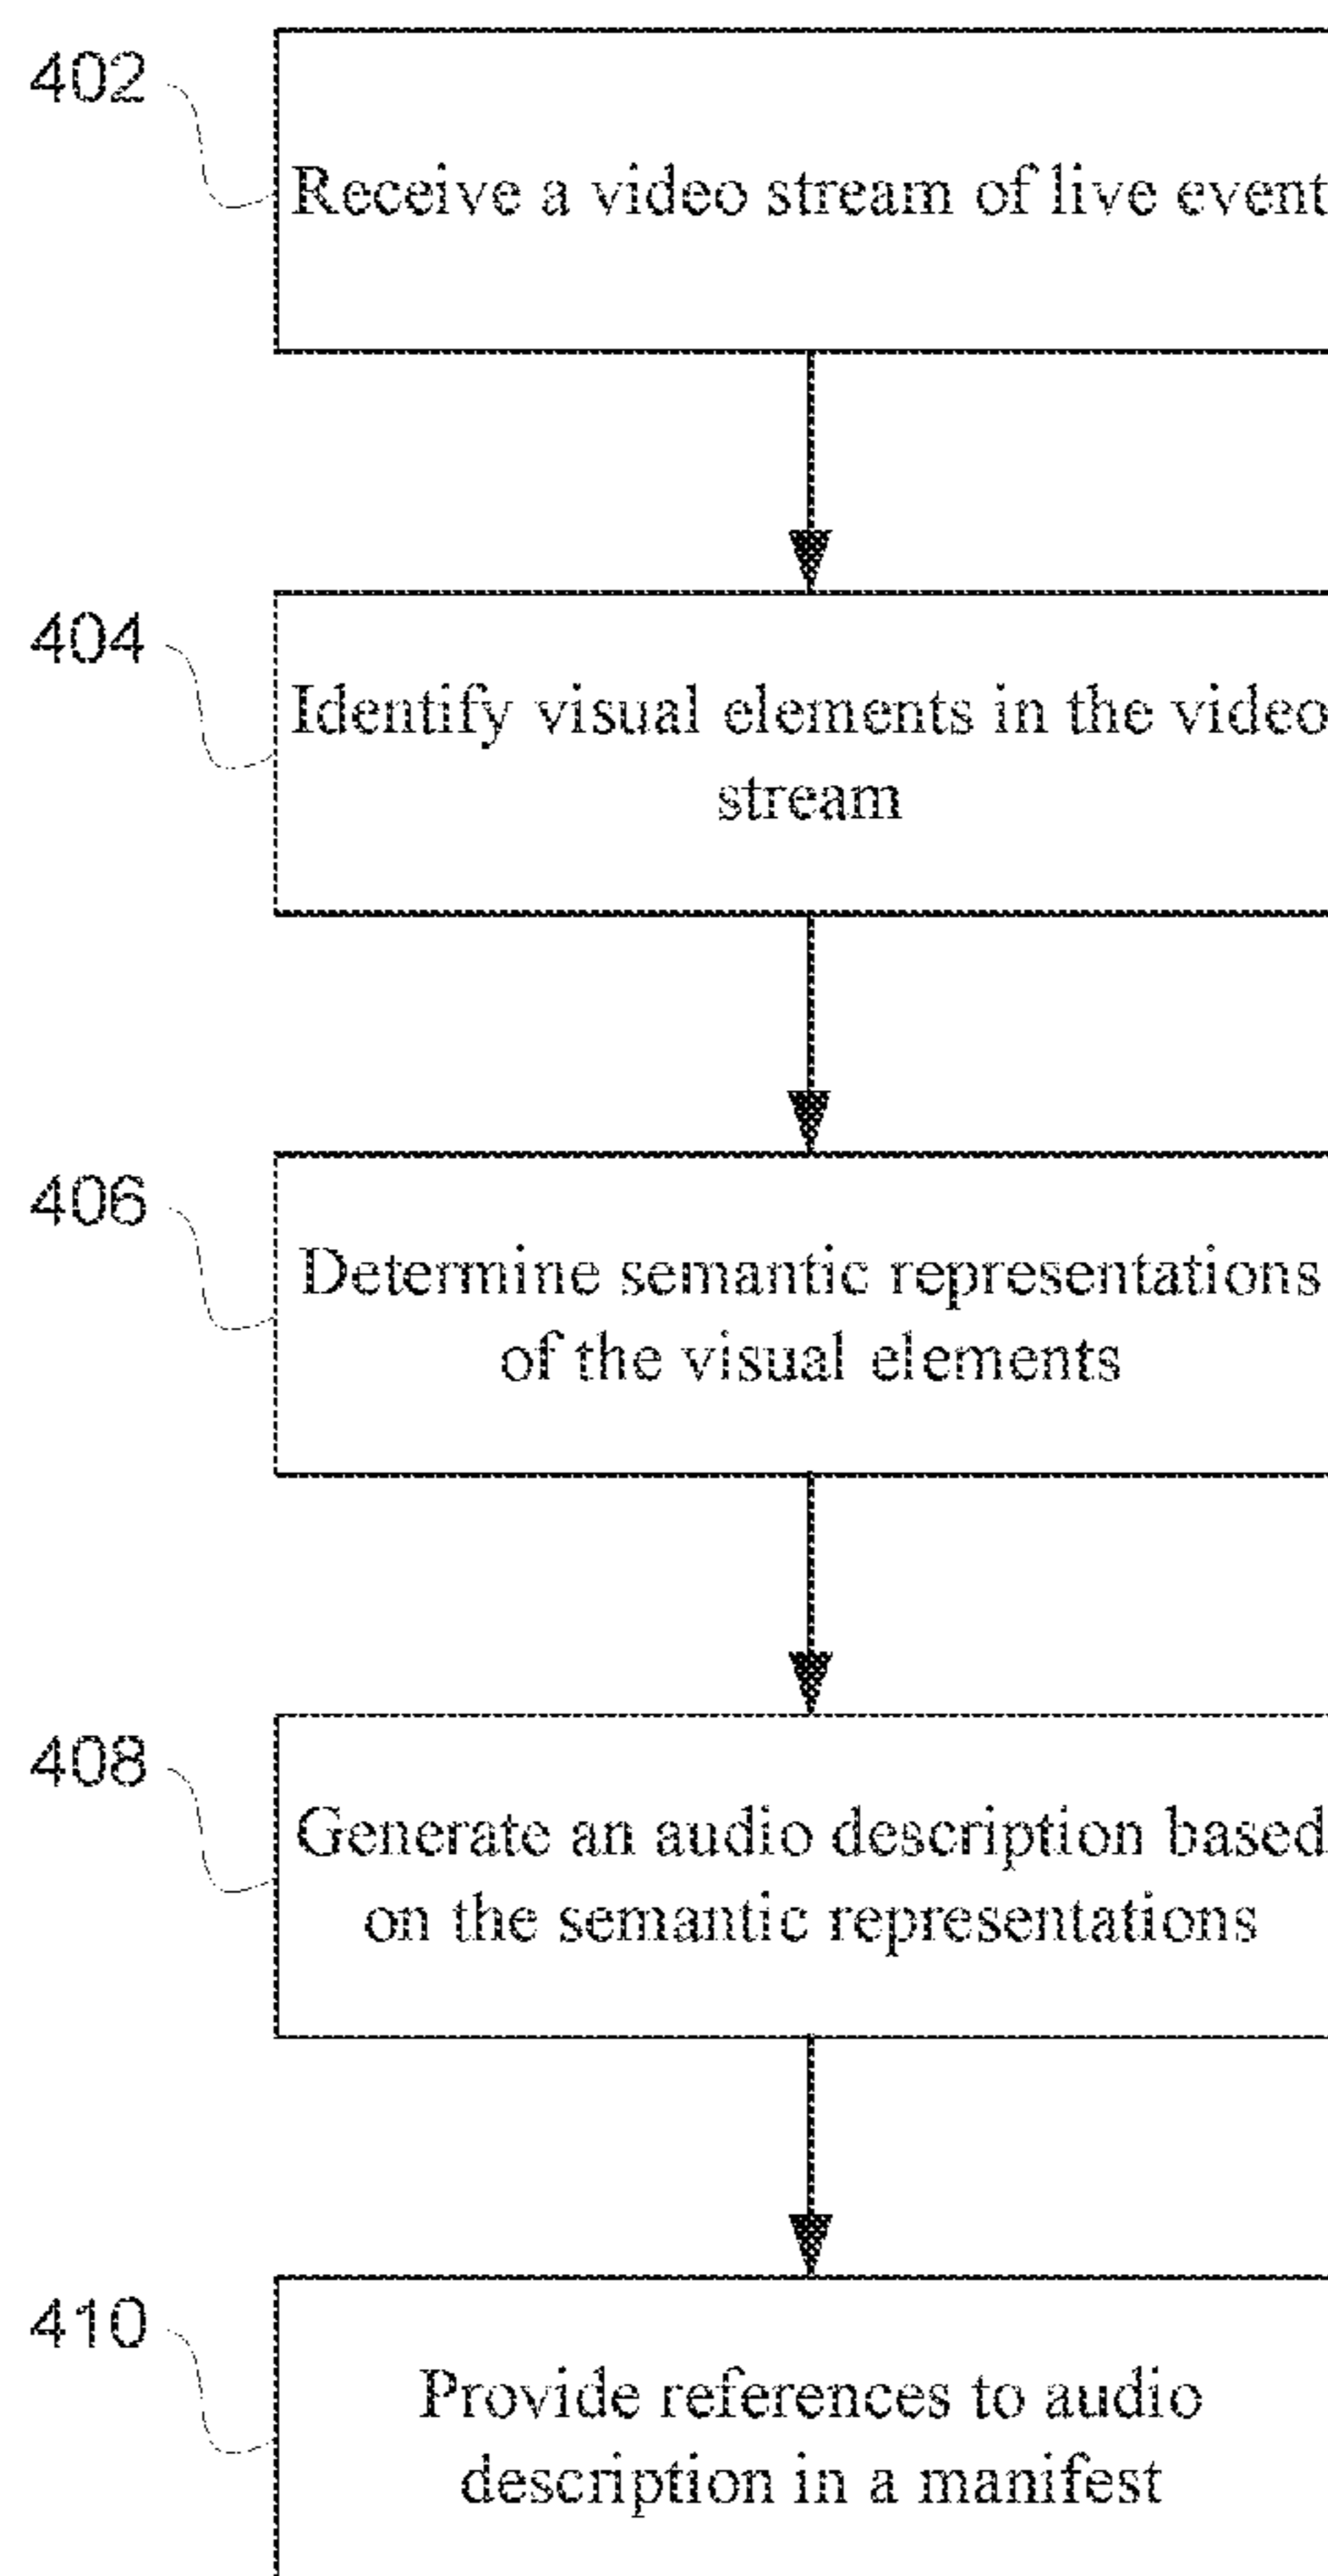 402
Receive a video stream of live event
404
Identify visual elements in the video
stream
406
Determine semantic representations
of the visual elements
408
Generate an audio description based
on the semantic representations
410
Provide references to audio
description in a manifest